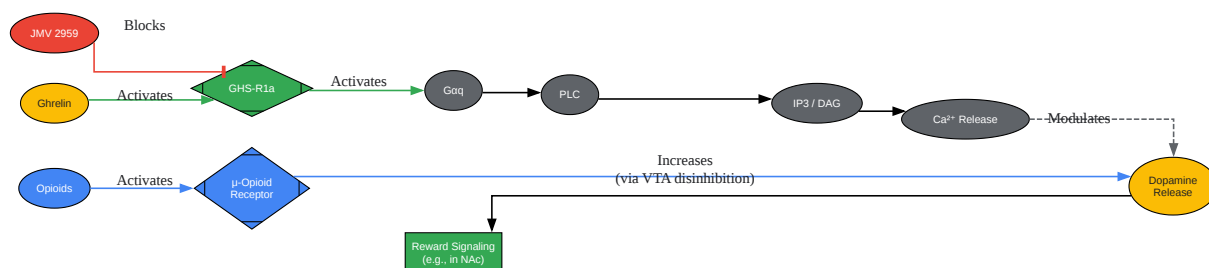 JMV 2959
Blocks
Ghrelin
Activates
GHS-R1a
Activates
Gαq
PLC
IP3 / DAG
Ca²⁺ Release
Modulates
Opioids
Activates
μ-Opioid
Receptor
Increases
(via VTA disinhibition)
Dopamine
Release
Reward Signaling
(e.g., in NAc)